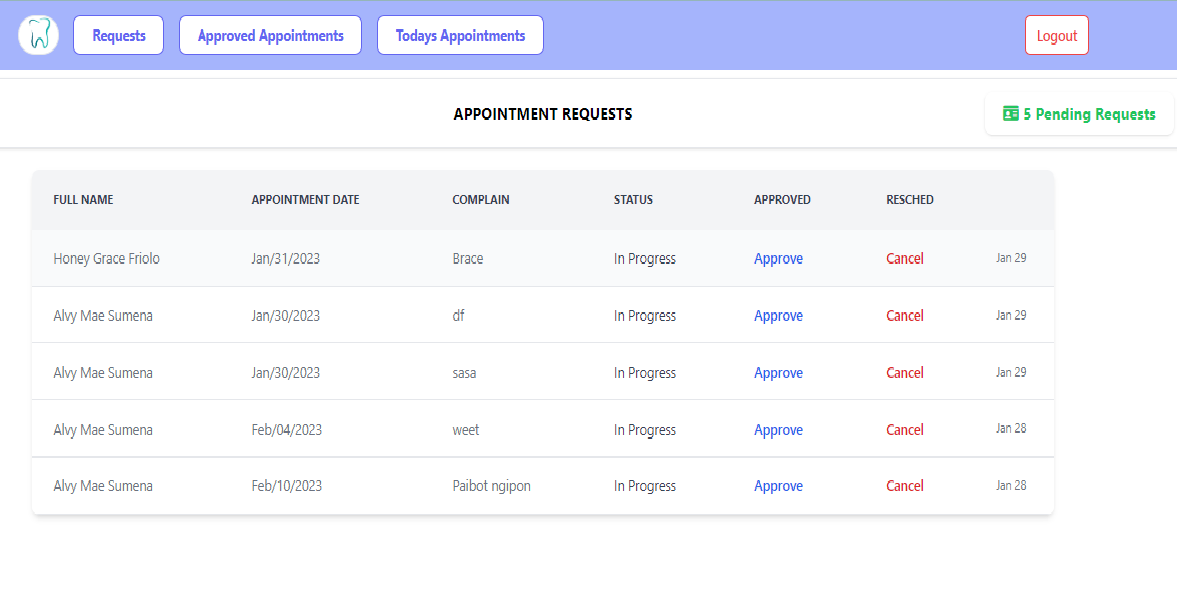 Requests Approved Appointments Todays Appointments Logout
APPOINTMENT REQUESTS 5 Pending Requests
FULL NAME APPOINTMENT DATE COMPLAIN STATUS APPROVED RESCHED
Honey Grace Friolo Jan/31/2023 Brace In Progress Approve Cancel Jan 29
Alvy Mae Sumena Jan/30/2023 df In Progress Approve Cancel Jan 29
Alvy Mae Sumena Jan/30/2023 sasa In Progress Approve Cancel Jan 29
Alvy Mae Sumena Feb/04/2023 weet In Progress Approve Cancel Jan 28
Alvy Mae Sumena Feb/10/2023 Paibot ngipon In Progress Approve Cancel Jan 28